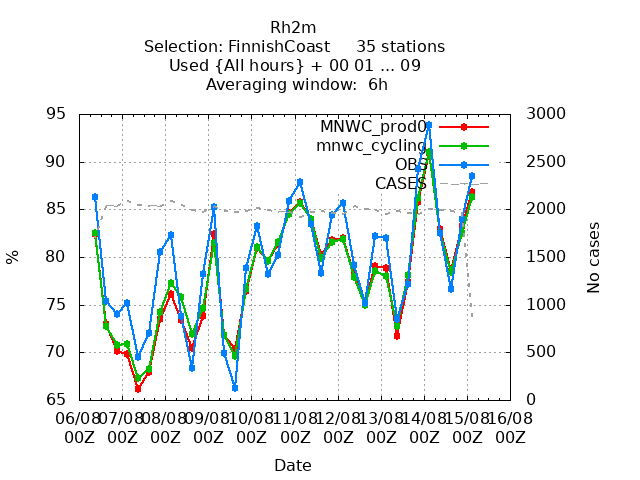 Rh2m
Selection: FinnishCoast 35 stations
Used {All hours} + 00 01 ... 09
Averaging window: 6h
MNWC_prod0
mnwc_cycling
OBS
CASES
95
90
85
80
75
70
65
3000
2500
2000
1500
1000
500
0
%
No cases
06/08 07/08 08/08 09/08 10/08 11/08 12/08 13/08 14/08 15/08 16/08
00Z 00Z 00Z 00Z 00Z 00Z 00Z 00Z 00Z 00Z 00Z
Date